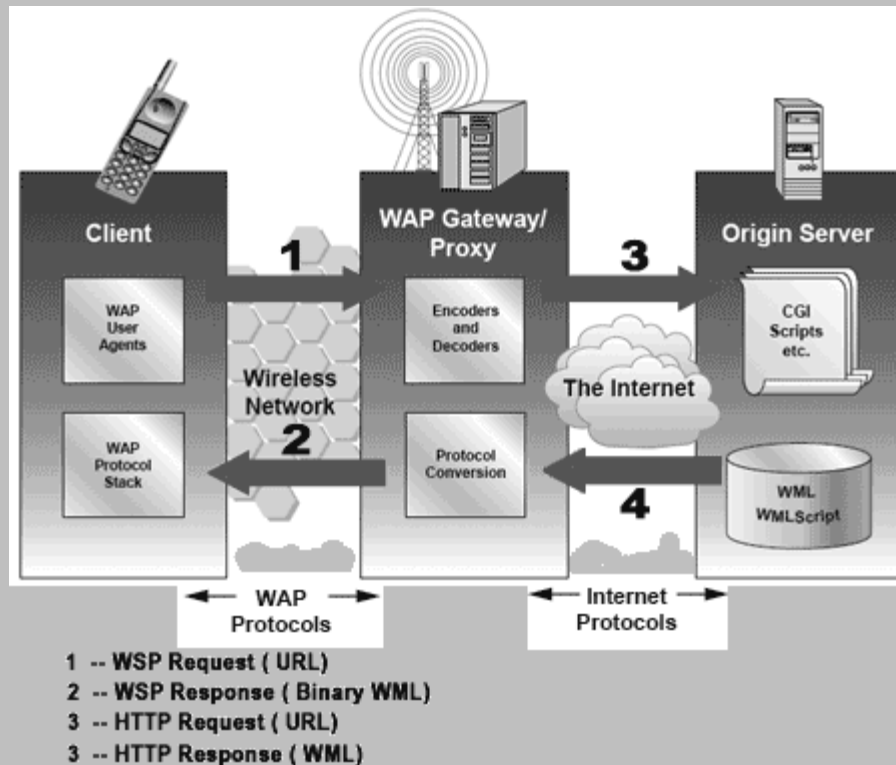 Client
WAP Gateway/
Proxy
Origin Server
1
3
WAP
User
Agents
Encoders
and
Decoders
CGI
Scripts
etc.
Wireless
Network
The Internet
2
4
WAP
Protocol
Stack
Protocol
Conversion
WML
WMLScript
WAP
Protocols
Internet
Protocols
1 -- WSP Request ( URL)
2 -- WSP Response ( Binary WML)
3 -- HTTP Request ( URL)
3 -- HTTP Response ( WML)